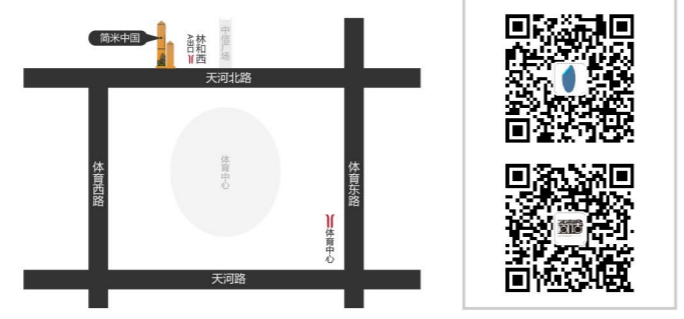 简米中国
林和西
A出口
中信广场
天河北路
体育西路
体育中心
体育东路
体育中心
天河路